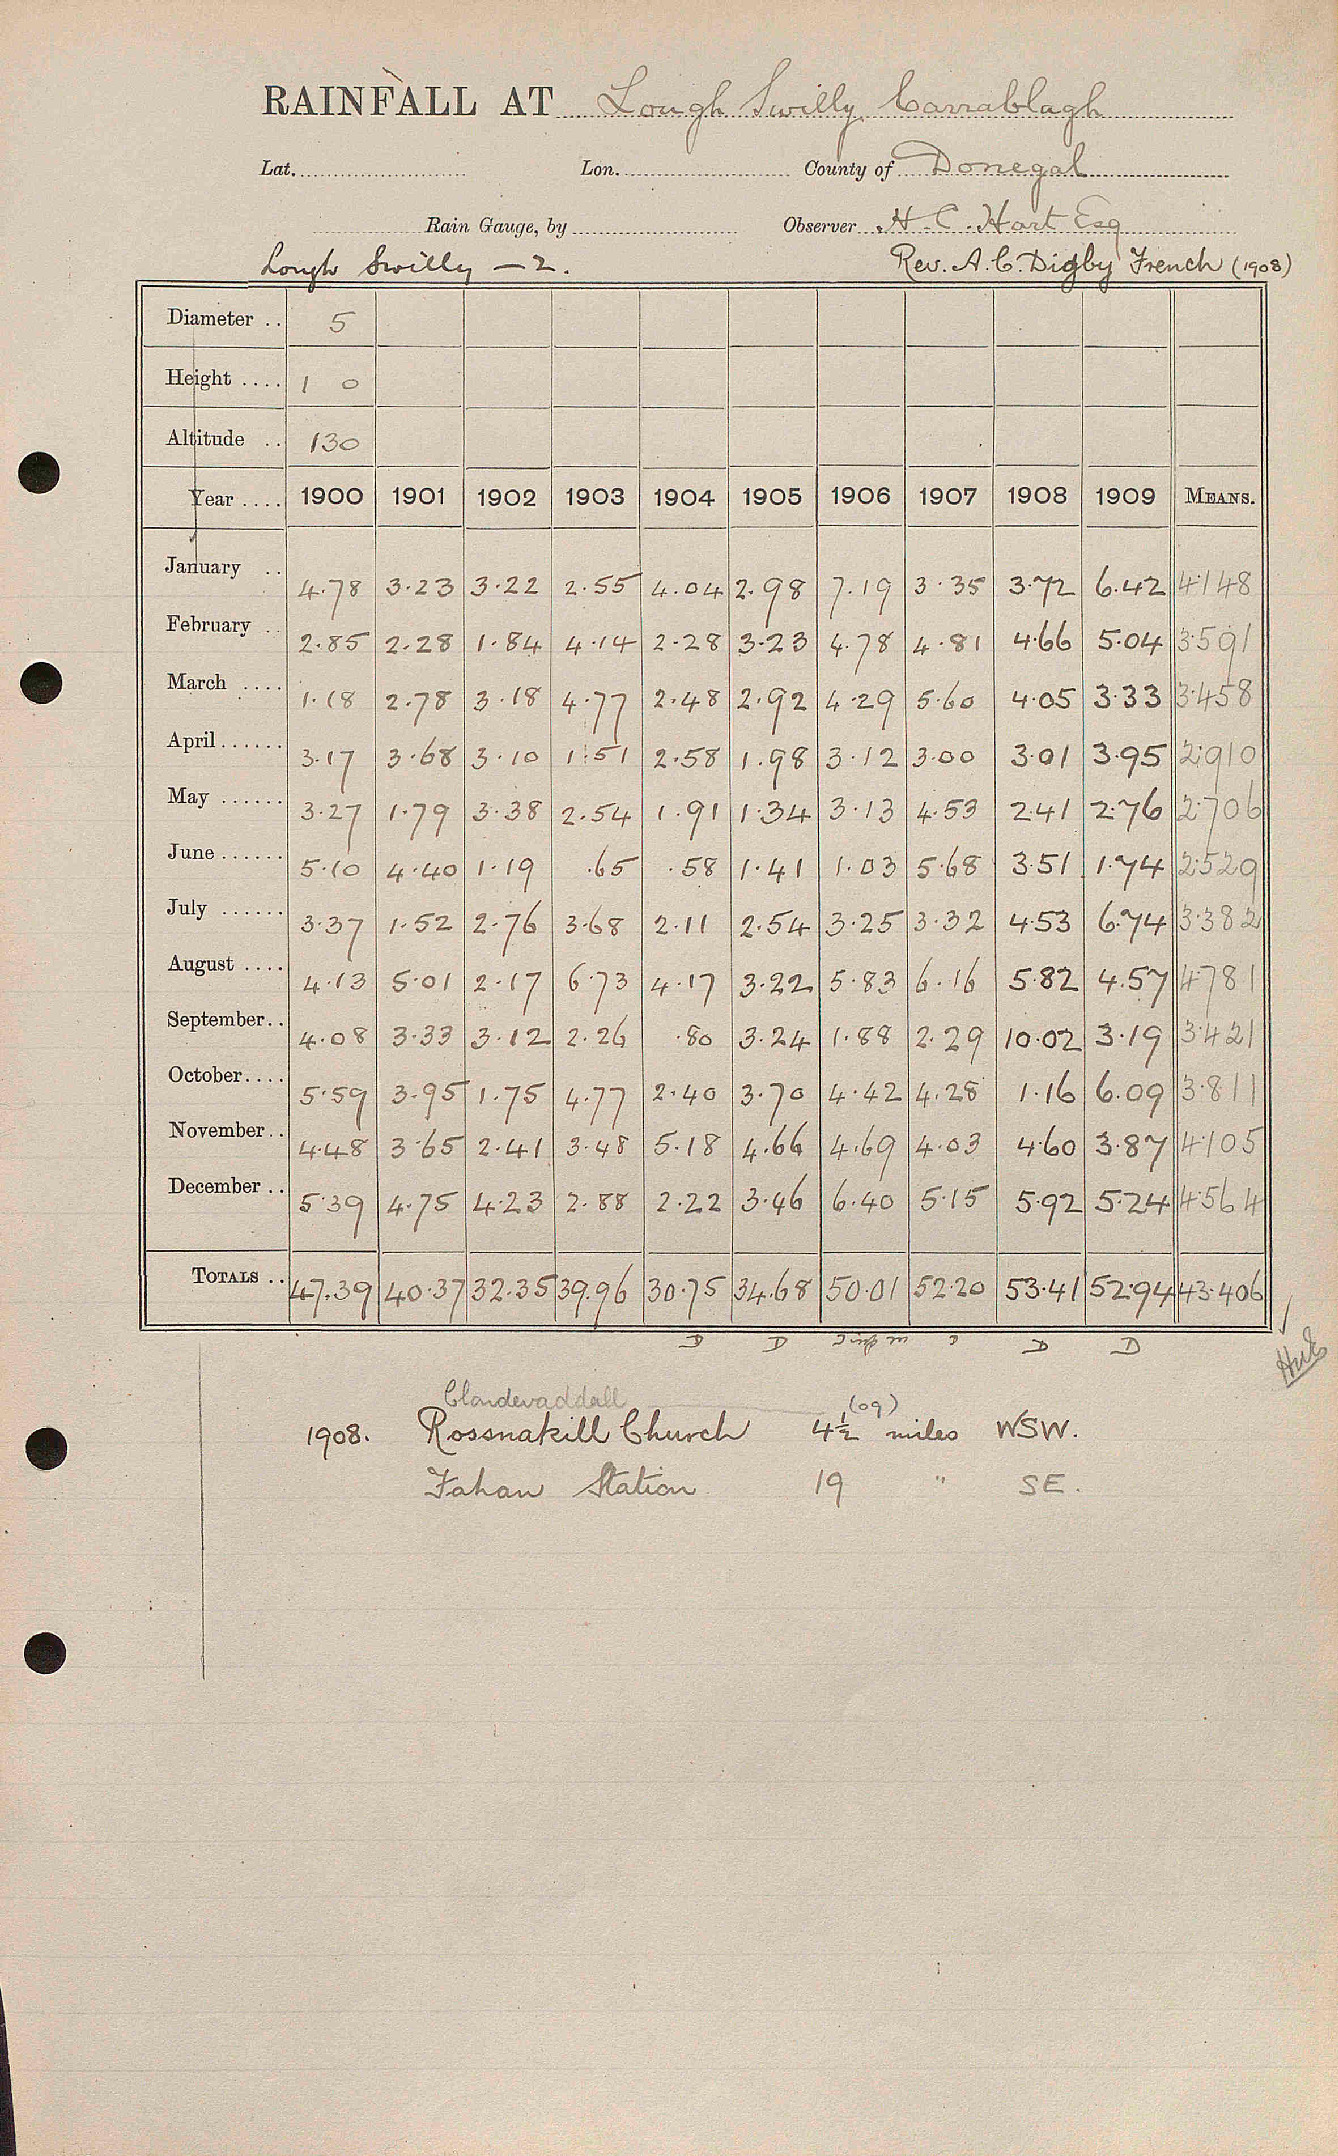 RAINFALL AT Lough Swilly, Carrablagh
Lat. Lon. County of Donegal
Rain Gauge, by Observer H. C. Hart Esq
Lough Swilly — 2. Rev. A. C. Digby French (1908)
Diameter .. 5
Height .... 1 0
Altitude .. 130
Year .... 1900 1901 1902 1903 1904 1905 1906 1907 1908 1909 MEANS.
January .. 4.78 3.23 3.22 2.55 4.04 2.98 7.19 3.35 3.72 6.42 4.148
February .. 2.85 2.28 1.84 4.14 2.28 3.23 4.78 4.81 4.66 5.04 3.591
March .... 1.18 2.78 3.18 4.77 2.48 2.92 4.29 5.60 4.05 3.33 3.458
April ...... 3.17 3.68 3.10 1.51 2.58 1.98 3.12 3.00 3.01 3.95 2.910
May ...... 3.27 1.79 3.38 2.54 1.91 1.34 3.13 4.53 2.41 2.76 2.706
June ...... 5.10 4.40 1.19 .65 .58 1.41 1.03 5.68 3.51 1.74 2.529
July ...... 3.37 1.52 2.76 3.68 2.11 2.54 3.25 3.32 4.53 6.74 3.382
August .... 4.13 5.01 2.17 6.73 4.17 3.22 5.83 6.16 5.82 4.57 4.781
September.. 4.08 3.33 3.12 2.26 .80 3.24 1.88 2.29 10.02 3.19 3.421
October.... 5.59 3.95 1.75 4.77 2.40 3.70 4.42 4.28 1.16 6.09 3.811
November.. 4.48 3.65 2.41 3.48 5.18 4.66 4.69 4.03 4.60 3.87 4.105
December .. 5.39 4.75 4.23 2.88 2.22 3.46 6.40 5.15 5.92 5.24 4.564
TOTALS .. 47.39 40.37 32.35 39.96 30.75 34.68 50.01 52.20 53.41 52.94 43.406
D D D D
(09)
1908. Rossnakill Church 4½ miles WSW.
Fahan Station 19 " SE.